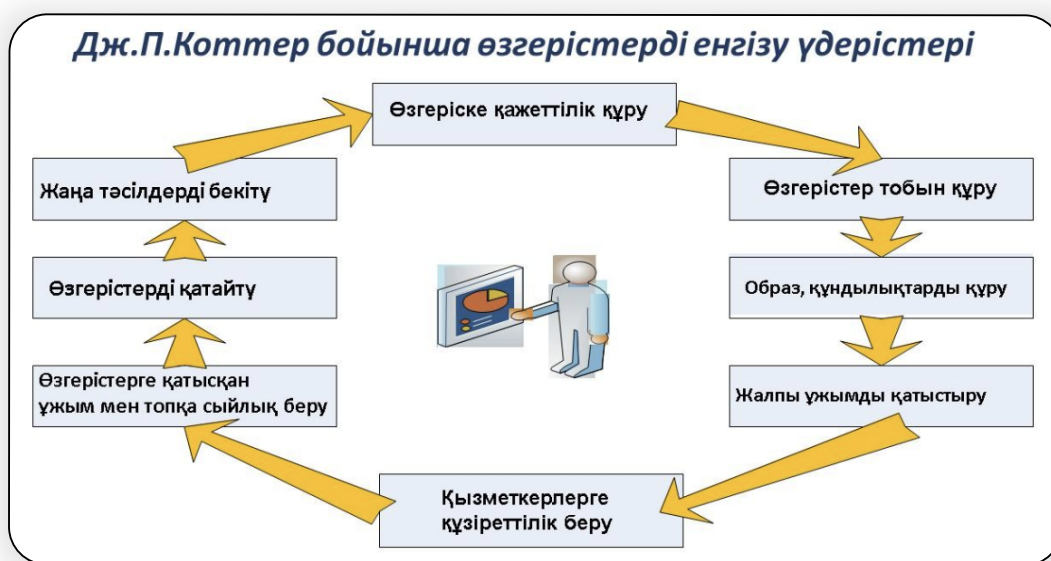 Дж.П.Коттер бойынша өзгерістерді енгізу үдерістері
Өзгеріске қажеттілік құру
Өзгерістер тобын құру
Образ, құндылықтарды құру
Жалпы ұжымды қатыстыру
Қызметкерлерге
құзіреттілік беру
Өзгерістерге қатысқан
ұжым мен топқа сыйлық беру
Өзгерістерді қатайту
Жаңа тәсілдерді бекіту